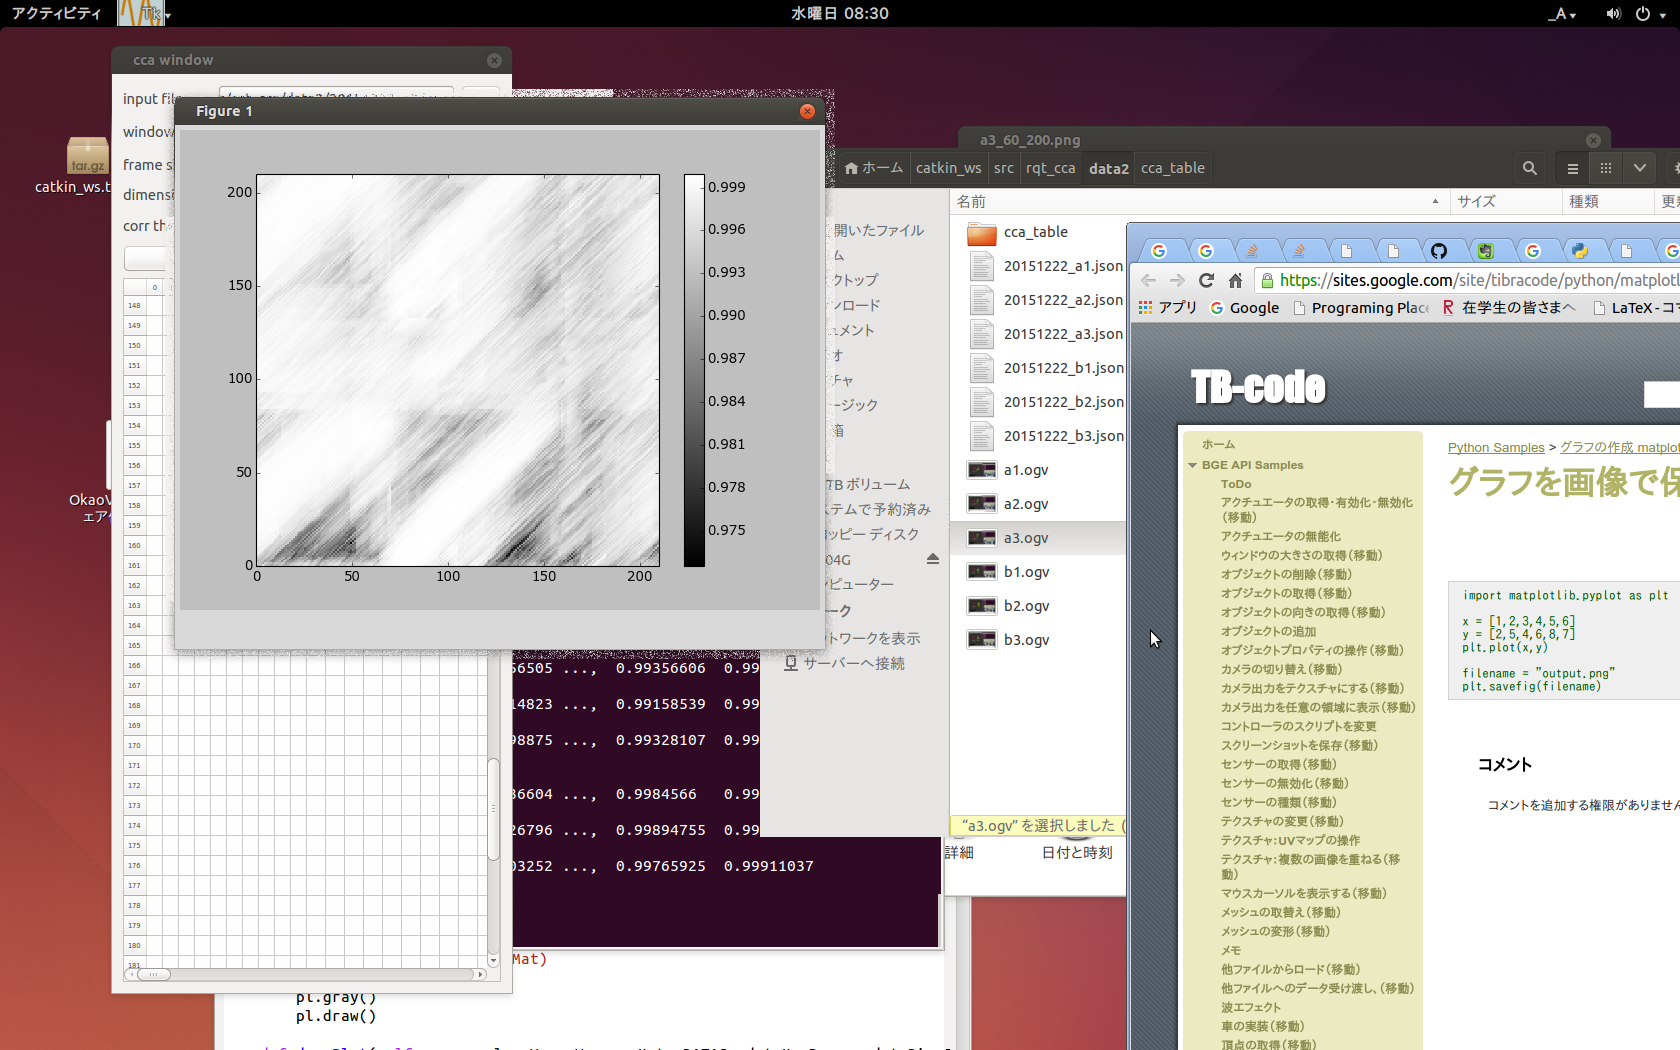 アクティビティ
Tk
水曜日 08:30
_A
cca window
input file
window
frame s
dimensi
corr th
0
148
149
150
151
152
153
154
155
156
157
158
159
160
161
162
163
164
165
166
167
168
169
170
171
172
173
174
175
176
177
178
179
180
181
tar.gz
catkin_ws.t
OkaoV
ェア
Figure 1
200
150
100
50
0
0
50
100
150
200
0.999
0.996
0.993
0.990
0.987
0.984
0.981
0.978
0.975
a3_60_200.png
ホーム
catkin_ws
src
rqt_cca
data2
cca_table
名前
サイズ
種類
更
開いたファイル
ム
クトップ
ンロード
ュメント
オ
チャ
ージック
箱
TB ボリューム
ステムで予約済み
ッピー ディスク
04G
ンピューター
ーク
ットワークを表示
サーバーへ接続
cca_table
20151222_a1.json
20151222_a2.json
20151222_a3.json
20151222_b1.json
20151222_b2.json
20151222_b3.json
a1.ogv
a2.ogv
a3.ogv
b1.ogv
b2.ogv
b3.ogv
“a3.ogv” を選択しました (
詳細
日付と時刻
56505 ..., 0.99356606 0.99
14823 ..., 0.99158539 0.99
98875 ..., 0.99328107 0.99
36604 ..., 0.9984566 0.99
26796 ..., 0.99894755 0.99
03252 ..., 0.99765925 0.99911037
Mat)
pl.gray()
pl.draw()
https://sites.google.com/site/tibracode/python/matplotl
アプリ
Google
Programing Plac
在学生の皆さまへ
LaTeX - コマ
TB-code
ホーム
BGE API Samples
ToDo
アクチュエータの取得・有効化・無効化
(移動)
アクチュエータの無能化
ウィンドウの大きさの取得(移動)
オブジェクトの削除(移動)
オブジェクトの取得(移動)
オブジェクトの向きの取得(移動)
オブジェクトの追加
オブジェクトプロパティの操作(移動)
カメラの切り替え(移動)
カメラ出力をテクスチャにする(移動)
カメラ出力を任意の領域に表示(移動)
コントローラのスクリプトを変更
スクリーンショットを保存(移動)
センサーの取得(移動)
センサーの無効化(移動)
センサーの種類(移動)
テクスチャの変更(移動)
テクスチャ:UVマップの操作
テクスチャ:複数の画像を重ねる(移
動)
マウスカーソルを表示する(移動)
メッシュの取替え(移動)
メッシュの変形(移動)
メモ
他ファイルからロード(移動)
他ファイルへのデータ受け渡し、(移動)
波エフェクト
車の実装(移動)
頂点の取得(移動)
Python Samples > グラフの作成 matplot
グラフを画像で保
import matplotlib.pyplot as plt
x = [1,2,3,4,5,6]
y = [2,5,4,6,8,7]
plt.plot(x,y)
filename = "output.png"
plt.savefig(filename)
コメント
コメントを追加する権限がありません